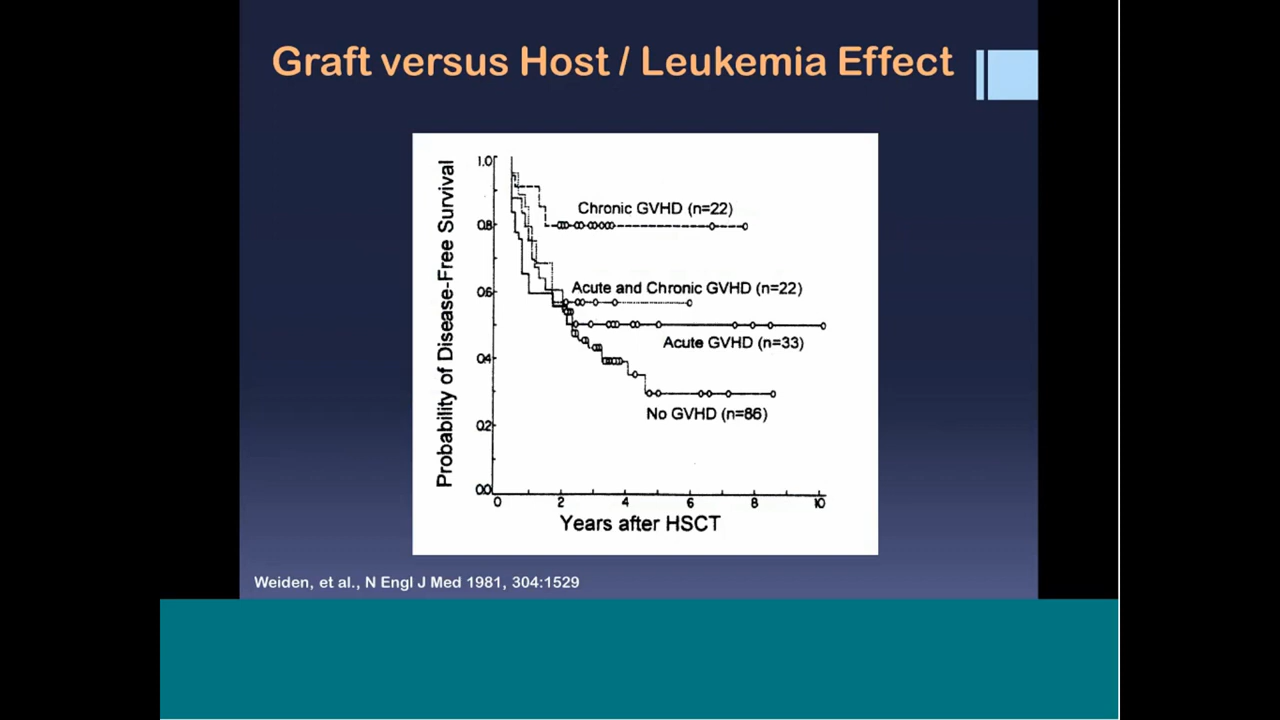 Graft versus Host / Leukemia Effect
Probability of Disease-Free Survival
1.0
0.8
0.6
0.4
0.2
0.0
Chronic GVHD (n=22)
Acute and Chronic GVHD (n=22)
Acute GVHD (n=33)
No GVHD (n=86)
0 2 4 6 8 10
Years after HSCT
Weiden, et al., N Engl J Med 1981, 304:1529